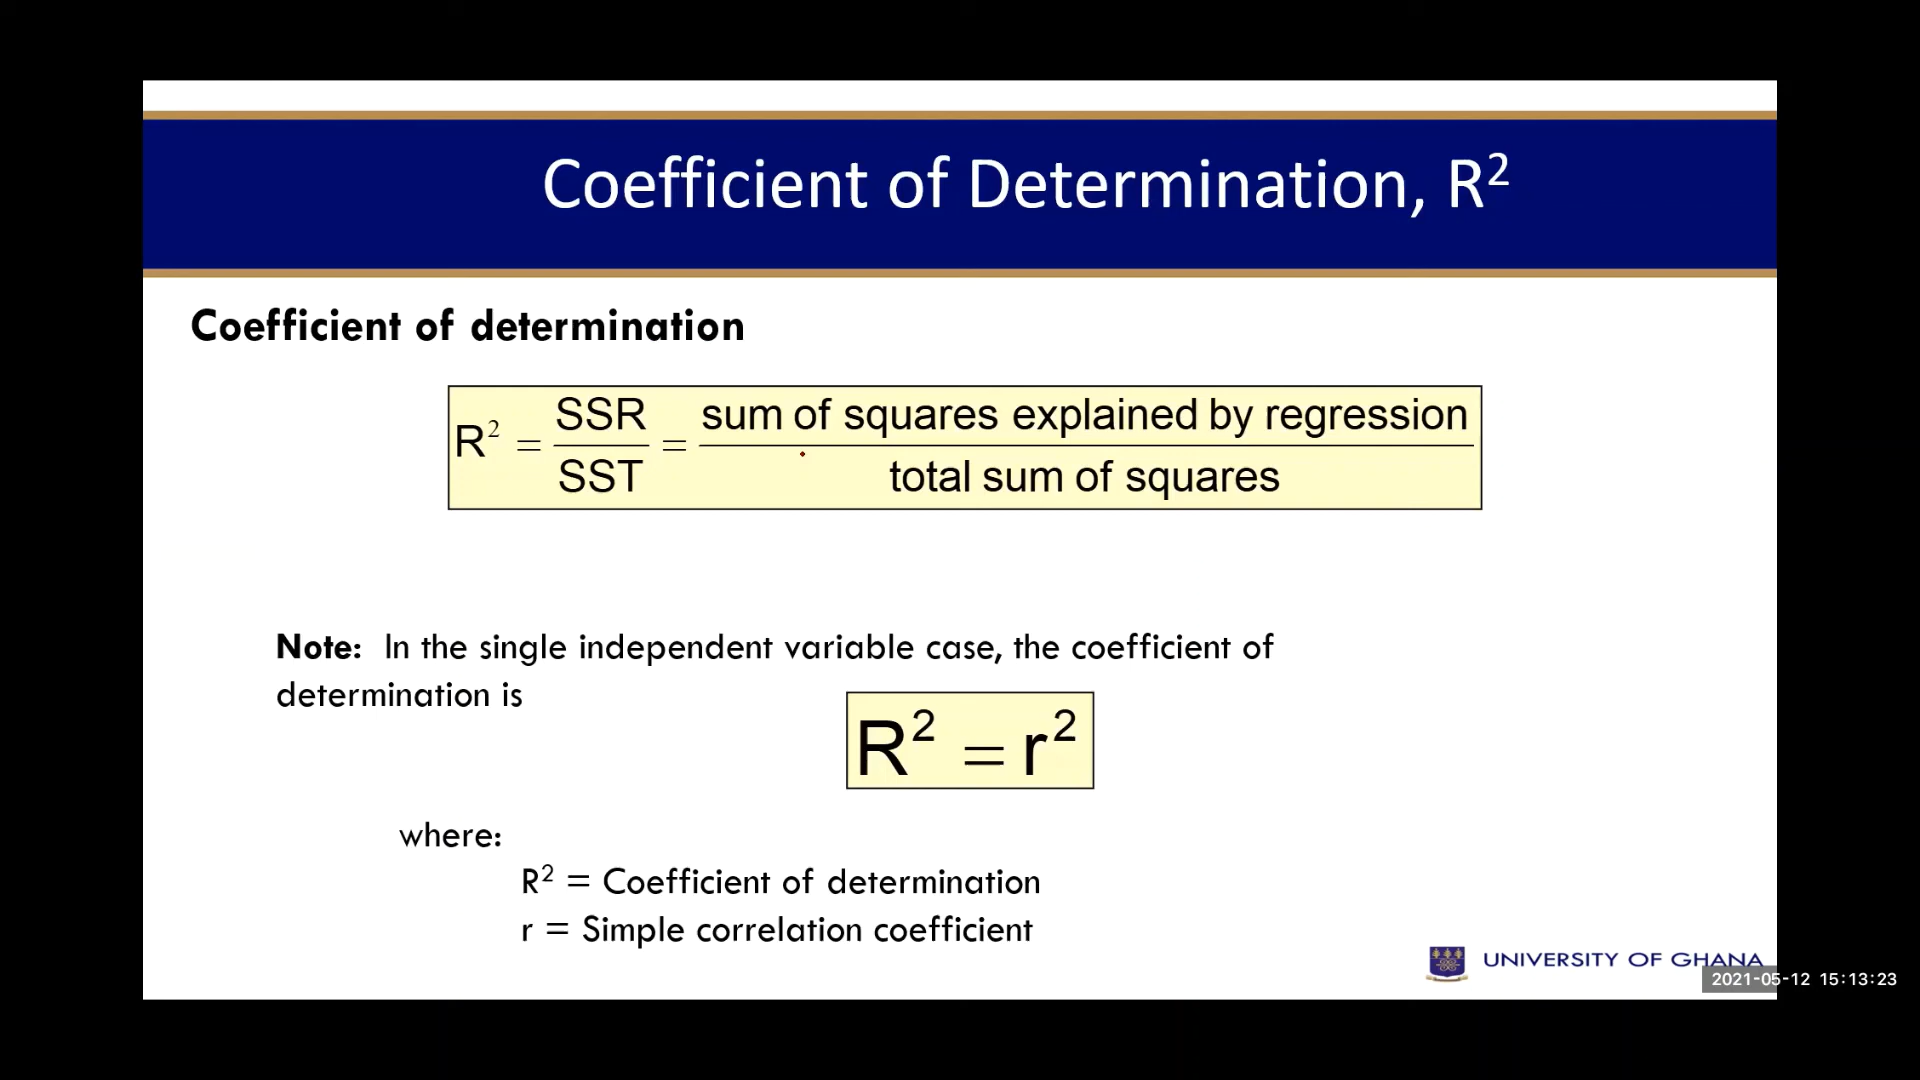 Coefficient of Determination, R²
Coefficient of determination
R² = SSR / SST = sum of squares explained by regression / total sum of squares
Note: In the single independent variable case, the coefficient of
determination is
R² = r²
where:
R² = Coefficient of determination
r = Simple correlation coefficient
UNIVERSITY OF GHANA
2021-05-12 15:13:23